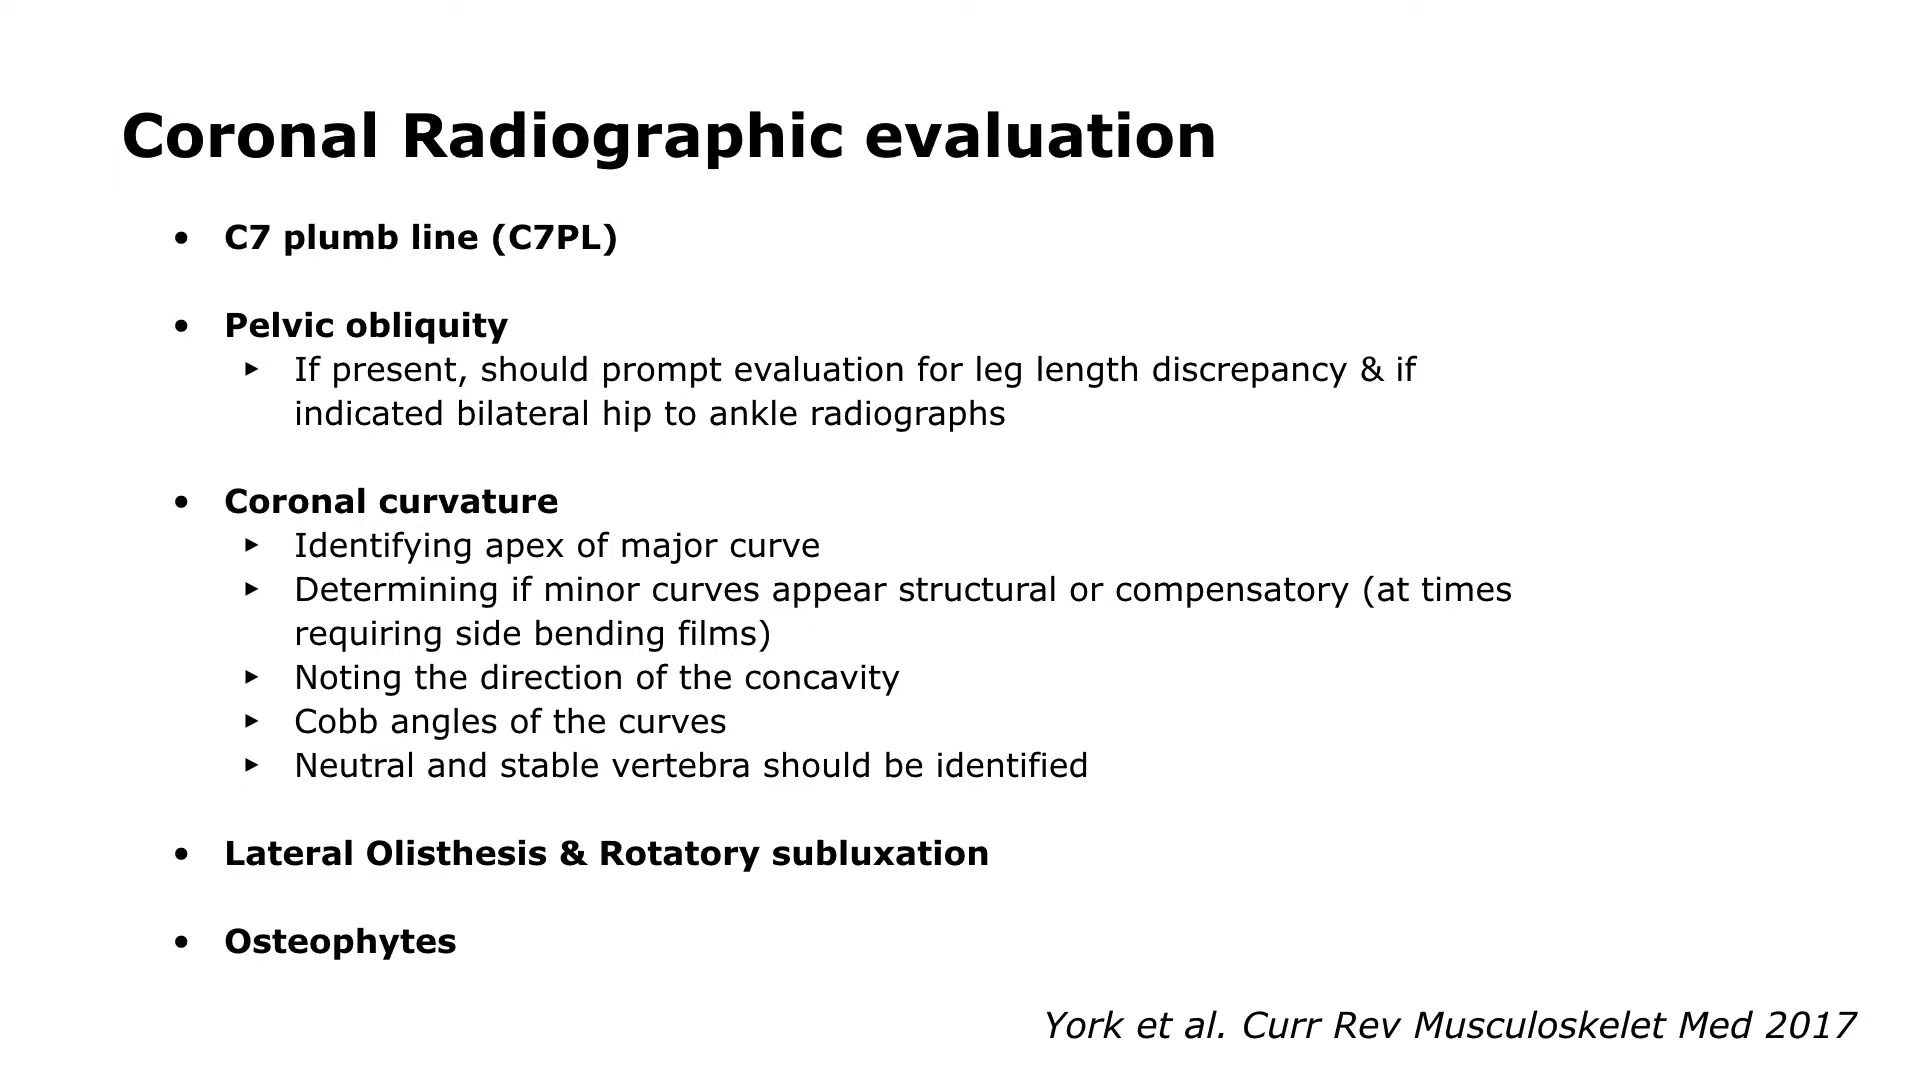 Coronal Radiographic evaluation
• C7 plumb line (C7PL)
• Pelvic obliquity
▸ If present, should prompt evaluation for leg length discrepancy & if
indicated bilateral hip to ankle radiographs
• Coronal curvature
▸ Identifying apex of major curve
▸ Determining if minor curves appear structural or compensatory (at times
requiring side bending films)
▸ Noting the direction of the concavity
▸ Cobb angles of the curves
▸ Neutral and stable vertebra should be identified
• Lateral Olisthesis & Rotatory subluxation
• Osteophytes
York et al. Curr Rev Musculoskelet Med 2017